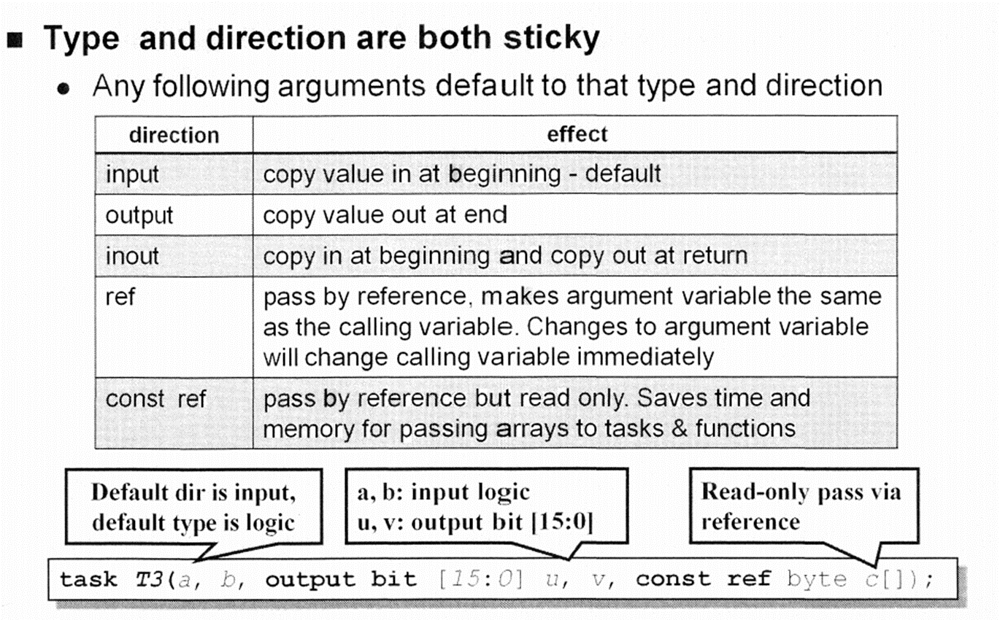 Type and direction are both sticky
Any following arguments default to that type and direction
direction effect
input copy value in at beginning - default
output copy value out at end
inout copy in at beginning and copy out at return
ref pass by reference, makes argument variable the same
as the calling variable. Changes to argument variable
will change calling variable immediately
const ref pass by reference but read only. Saves time and
memory for passing arrays to tasks & functions
Default dir is input,
default type is logic
a, b: input logic
u, v: output bit [15:0]
Read-only pass via
reference
task T3(a, b, output bit [15:0] u, v, const ref byte c[]);